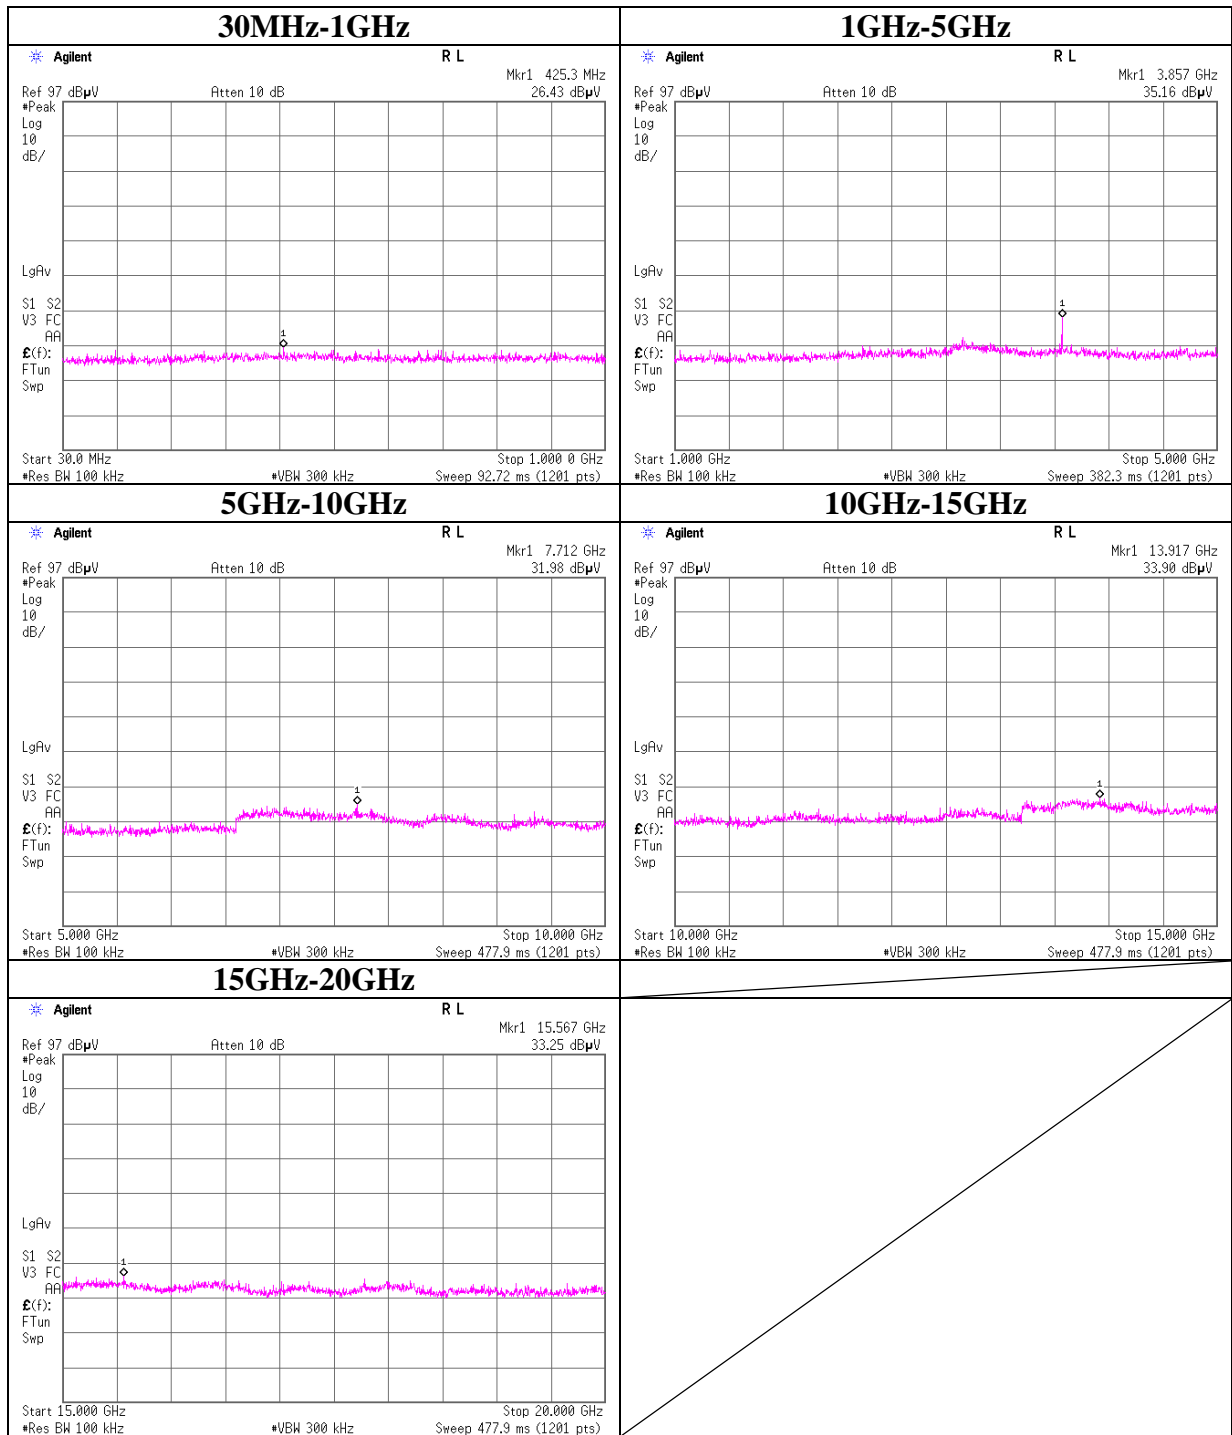 30MHz-1GHz
Agilent R L
Mkr1 425.3 MHz
Ref 97 dBµV Atten 10 dB 26.43 dBµV
#Peak
Log
10
dB/
LgAv
S1 S2
V3 FC
AA
£(f):
FTun
Swp
1
Start 30.0 MHz Stop 1.000 0 GHz
#Res BW 100 kHz #VBW 300 kHz Sweep 92.72 ms (1201 pts)
1GHz-5GHz
Agilent R L
Mkr1 3.857 GHz
Ref 97 dBµV Atten 10 dB 35.16 dBµV
#Peak
Log
10
dB/
LgAv
S1 S2
V3 FC
AA
£(f):
FTun
Swp
1
Start 1.000 GHz Stop 5.000 GHz
#Res BW 100 kHz #VBW 300 kHz Sweep 382.3 ms (1201 pts)
5GHz-10GHz
Agilent R L
Mkr1 7.712 GHz
Ref 97 dBµV Atten 10 dB 31.98 dBµV
#Peak
Log
10
dB/
LgAv
S1 S2
V3 FC
AA
£(f):
FTun
Swp
1
Start 5.000 GHz Stop 10.000 GHz
#Res BW 100 kHz #VBW 300 kHz Sweep 477.9 ms (1201 pts)
10GHz-15GHz
Agilent R L
Mkr1 13.917 GHz
Ref 97 dBµV Atten 10 dB 33.90 dBµV
#Peak
Log
10
dB/
LgAv
S1 S2
V3 FC
AA
£(f):
FTun
Swp
1
Start 10.000 GHz Stop 15.000 GHz
#Res BW 100 kHz #VBW 300 kHz Sweep 477.9 ms (1201 pts)
15GHz-20GHz
Agilent R L
Mkr1 15.567 GHz
Ref 97 dBµV Atten 10 dB 33.25 dBµV
#Peak
Log
10
dB/
LgAv
S1 S2
V3 FC
AA
£(f):
FTun
Swp
1
Start 15.000 GHz Stop 20.000 GHz
#Res BW 100 kHz #VBW 300 kHz Sweep 477.9 ms (1201 pts)